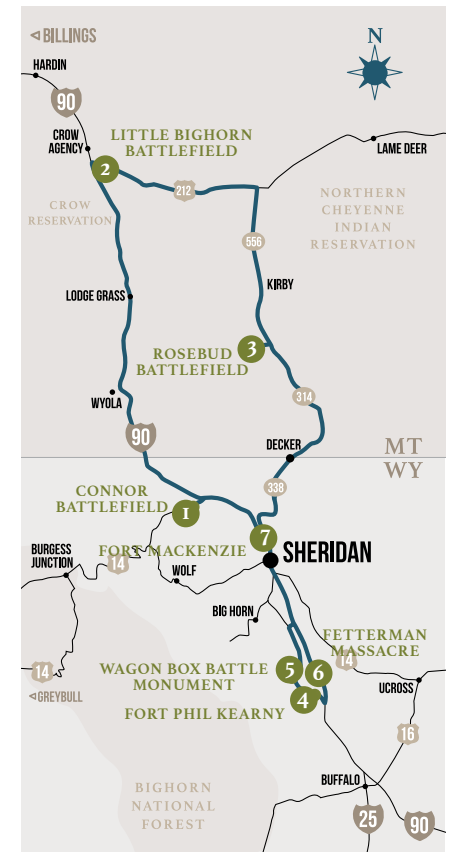 ◁ BILLINGS
N
HARDIN
90
CROW
AGENCY
LITTLE BIGHORN
BATTLEFIELD
LAME DEER
2
212
CROW
RESERVATION
NORTHERN
CHEYENNE
INDIAN
RESERVATION
556
KIRBY
LODGE GRASS
ROSEBUD
BATTLEFIELD
3
WYOLA
314
90
DECKER
MT
WY
338
CONNOR
BATTLEFIELD
1
BURGESS
JUNCTION
FORT MACKENZIE
7
SHERIDAN
14
WOLF
BIG HORN
FETTERMAN
MASSACRE
14
WAGON BOX BATTLE
MONUMENT
5
6
14
◁ GREYBULL
UCROSS
FORT PHIL KEARNY
4
16
BUFFALO
BIGHORN
NATIONAL
FOREST
25
90